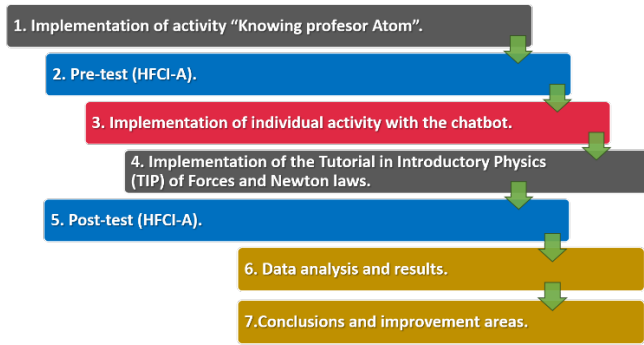 1. Implementation of activity “Knowing profesor Atom”.
2. Pre-test (HFCI-A).
3. Implementation of individual activity with the chatbot.
4. Implementation of the Tutorial in Introductory Physics
(TIP) of Forces and Newton laws.
5. Post-test (HFCI-A).
6. Data analysis and results.
7.Conclusions and improvement areas.